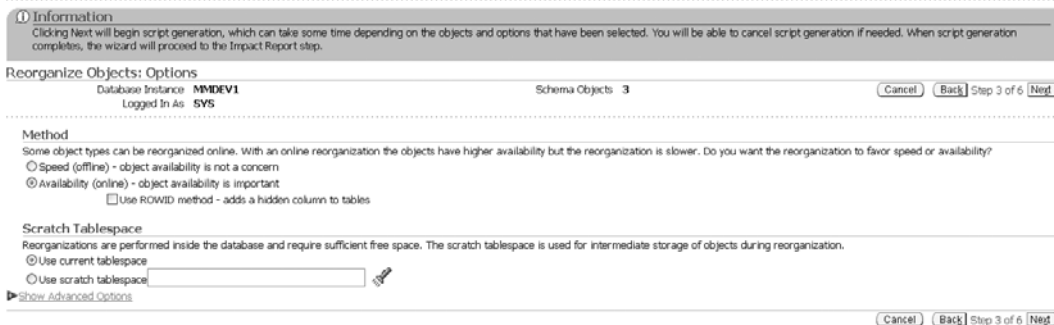 Information
Clicking Next will begin script generation, which can take some time depending on the objects and options that have been selected. You will be able to cancel script generation if needed. When script generation
completes, the wizard will proceed to the Impact Report step.
Reorganize Objects: Options
Database Instance MMDEV1 Schema Objects 3 Cancel Back Step 3 of 6 Next
Logged In As SYS
Method
Some object types can be reorganized online. With an online reorganization the objects have higher availability but the reorganization is slower. Do you want the reorganization to favor speed or availability?
Speed (offline) - object availability is not a concern
Availability (online) - object availability is important
Use ROWID method - adds a hidden column to tables
Scratch Tablespace
Reorganizations are performed inside the database and require sufficient free space. The scratch tablespace is used for intermediate storage of objects during reorganization.
Use current tablespace
Use scratch tablespace
Show Advanced Options
Cancel Back Step 3 of 6 Next